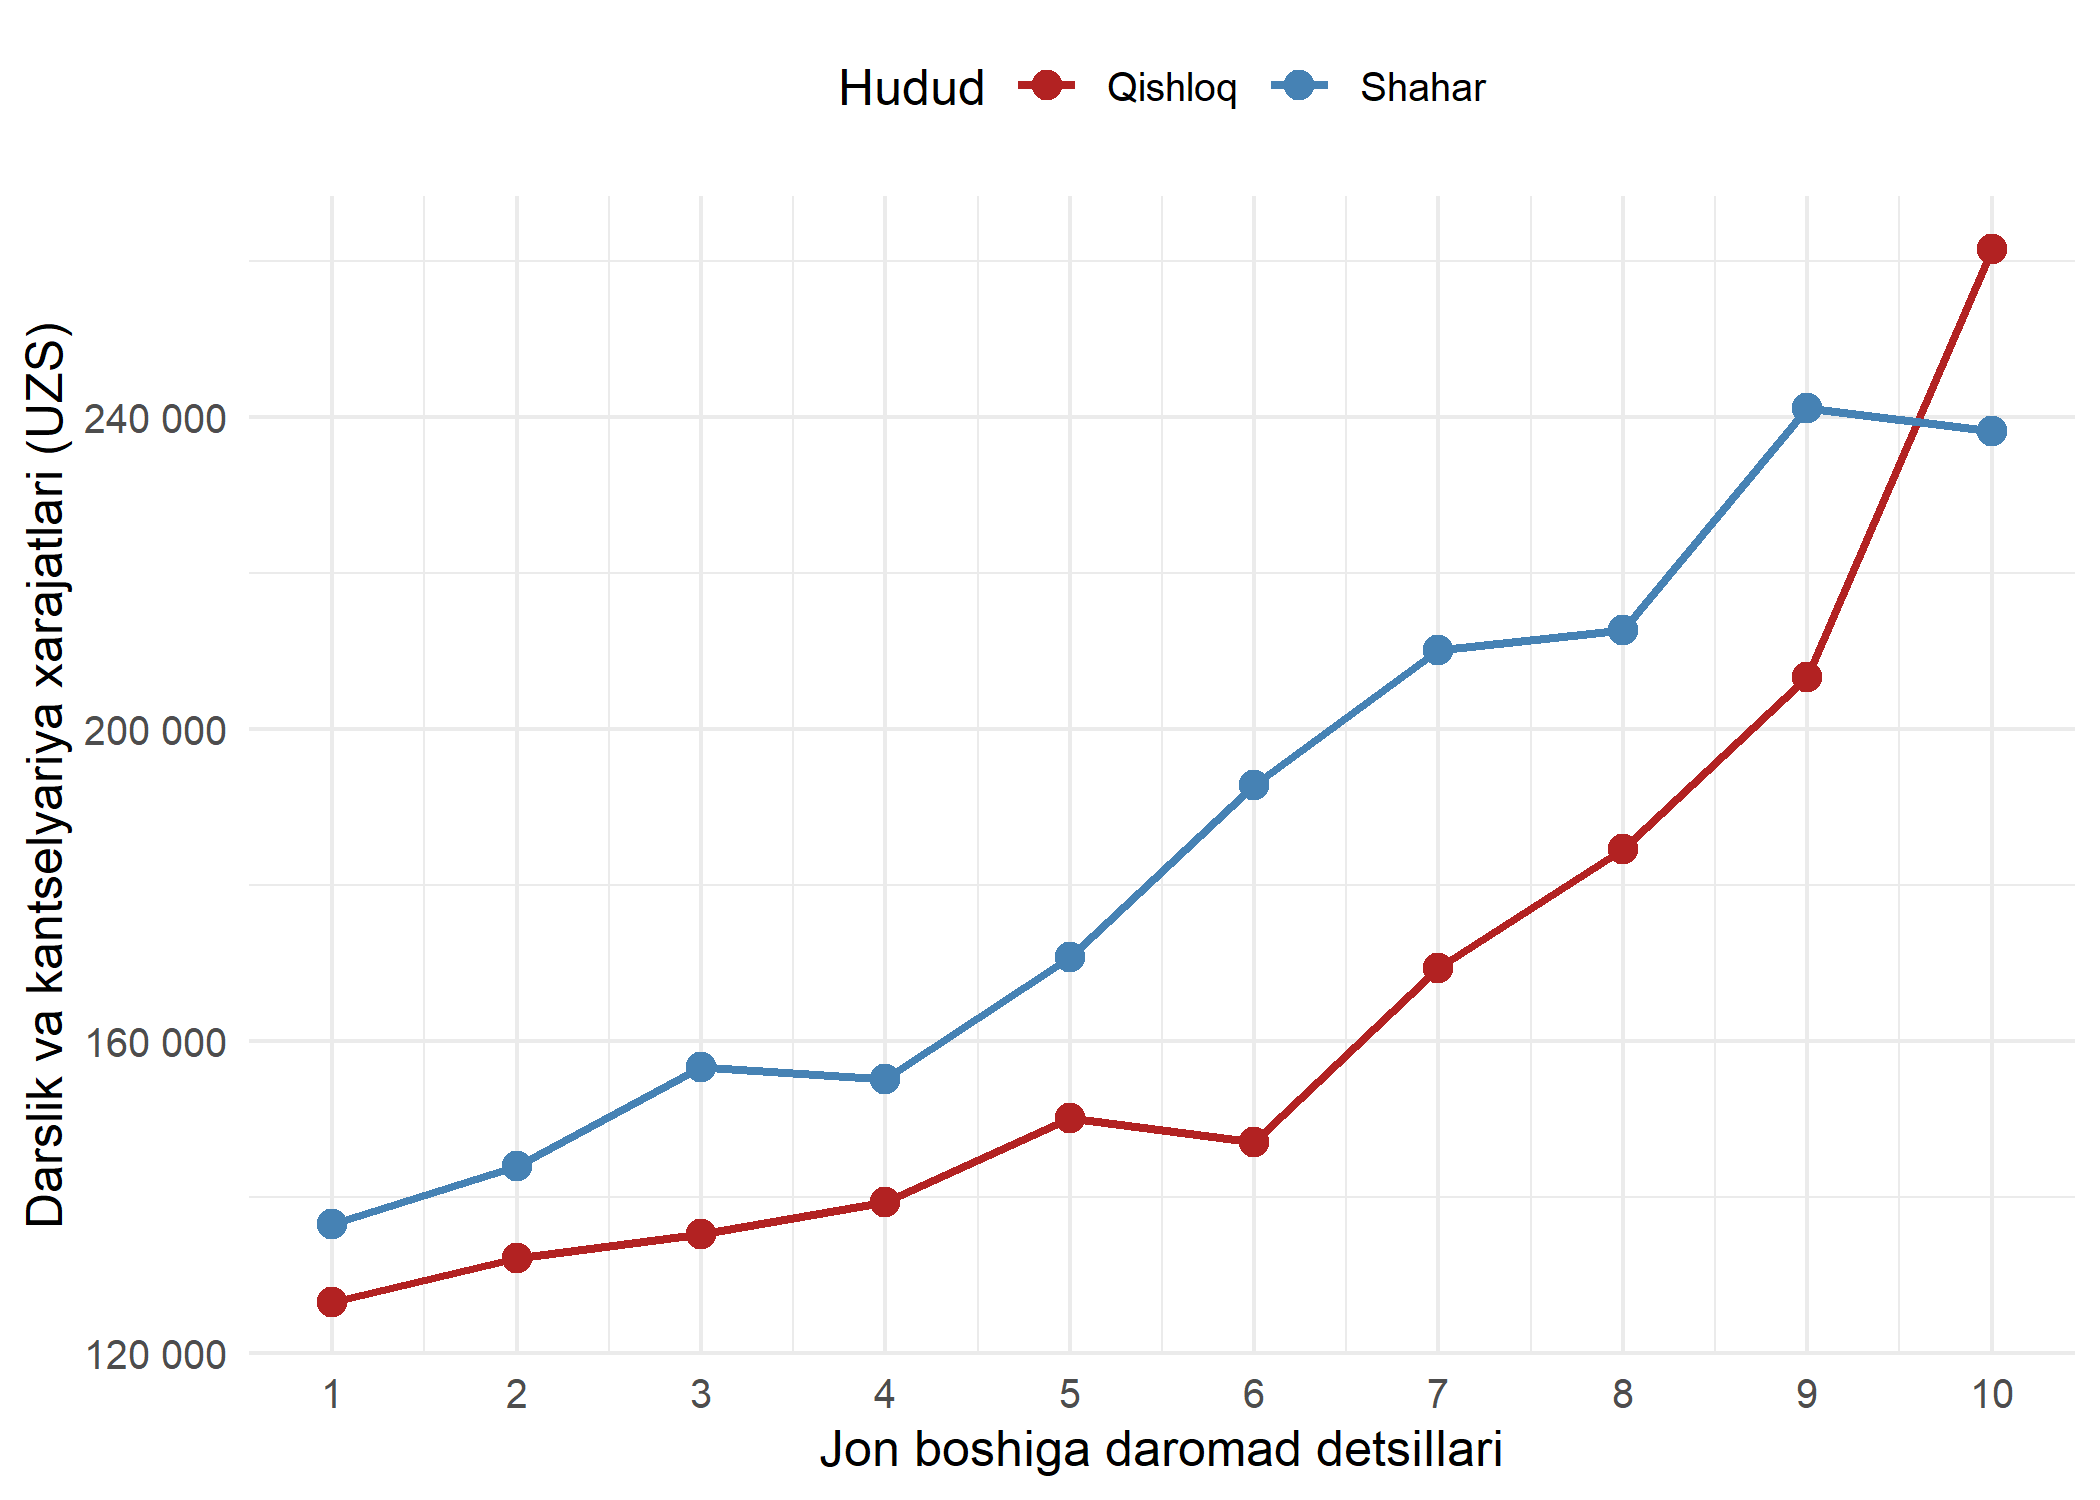 Hudud Qishloq Shahar
Darslik va kantselyariya xarajatlari (UZS)
240 000
200 000
160 000
120 000
1 2 3 4 5 6 7 8 9 10
Jon boshiga daromad detsillari